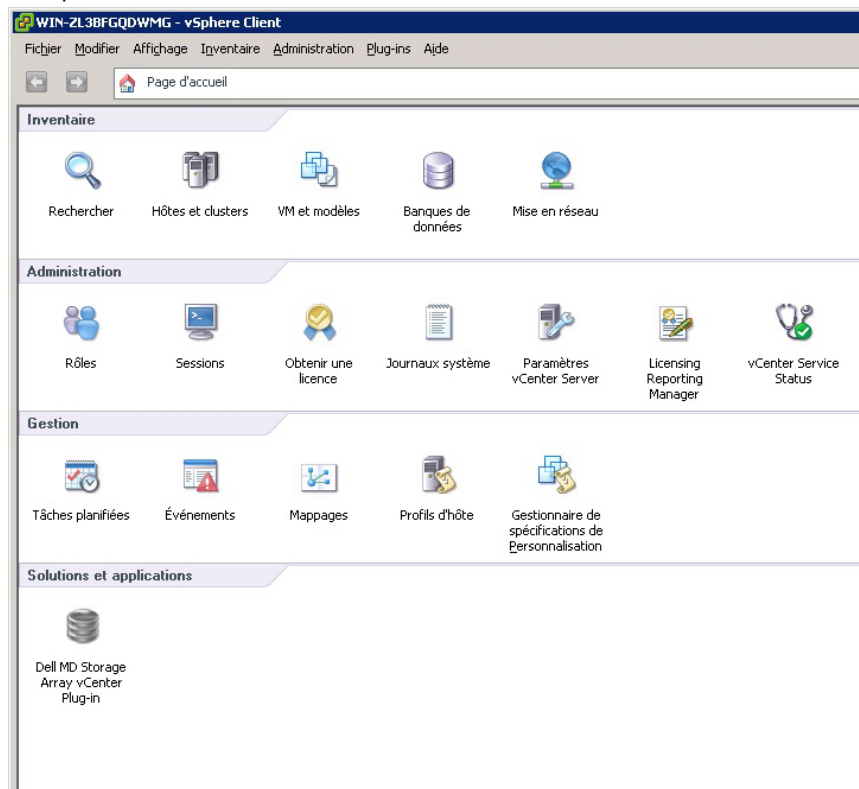 WIN-ZL3BFGQDWMG - vSphere Client
Fichier Modifier Affichage Inventaire Administration Plug-ins Aide
Page d'accueil
Inventaire
Rechercher
Hôtes et clusters
VM et modèles
Banques de
données
Mise en réseau
Administration
Rôles
Sessions
Obtenir une
licence
Journaux système
Paramètres
vCenter Server
Licensing
Reporting
Manager
vCenter Service
Status
Gestion
Tâches planifiées
Événements
Mappages
Profils d'hôte
Gestionnaire de
spécifications de
Personnalisation
Solutions et applications
Dell MD Storage
Array vCenter
Plug-in